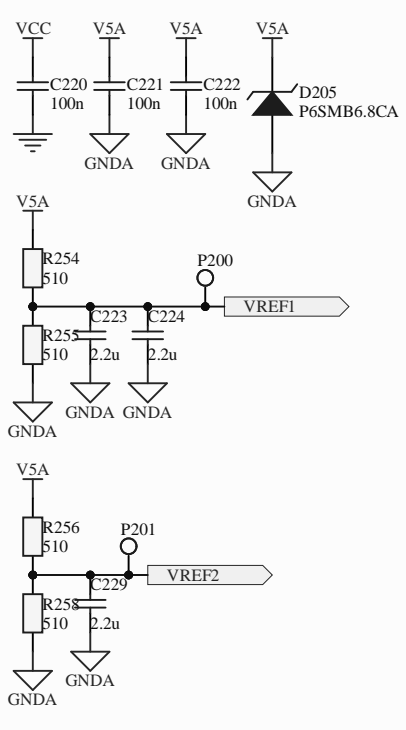 VCC V5A V5A V5A
C220 C221 C222 D205
100n 100n 100n P6SMB6.8CA
GNDA GNDA GNDA
V5A
R254 P200
510
VREF1
C223 C224
R255
510 2.2u 2.2u
GNDA GNDA
GNDA
V5A
R256 P201
510
VREF2
C229
R258
510 2.2u
GNDA
GNDA